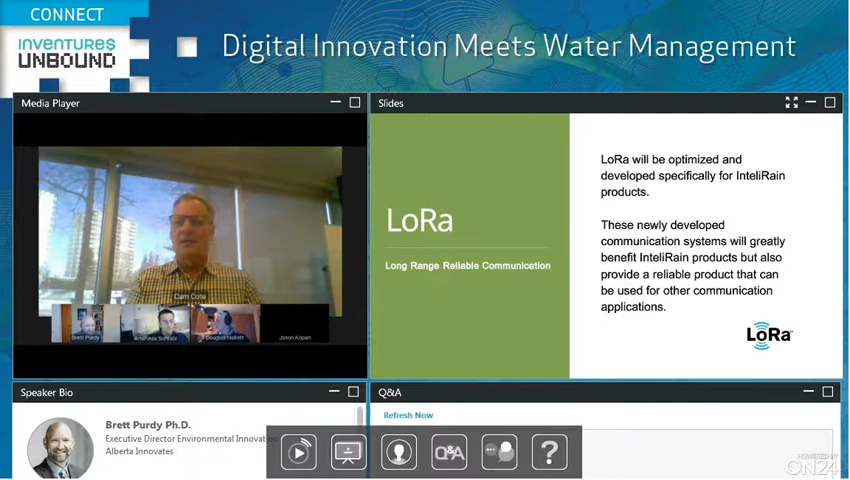 CONNECT
INVENTURE$
UNBOUND
Digital Innovation Meets Water Management
Media Player
Slides
Cam Cote
Brett Purdy
Douglas Hallett
Jason Kopan
LoRa
Long Range Reliable Communication
LoRa will be optimized and
developed specifically for InteliRain
products.
These newly developed
communication systems will greatly
benefit InteliRain products but also
provide a reliable product that can
be used for other communication
applications.
LoRa
Speaker Bio
Brett Purdy Ph.D.
Executive Director Environmental Innovation
Alberta Innovates
Q&A
Refresh Now
Q&A
?
POWERED BY
ON24